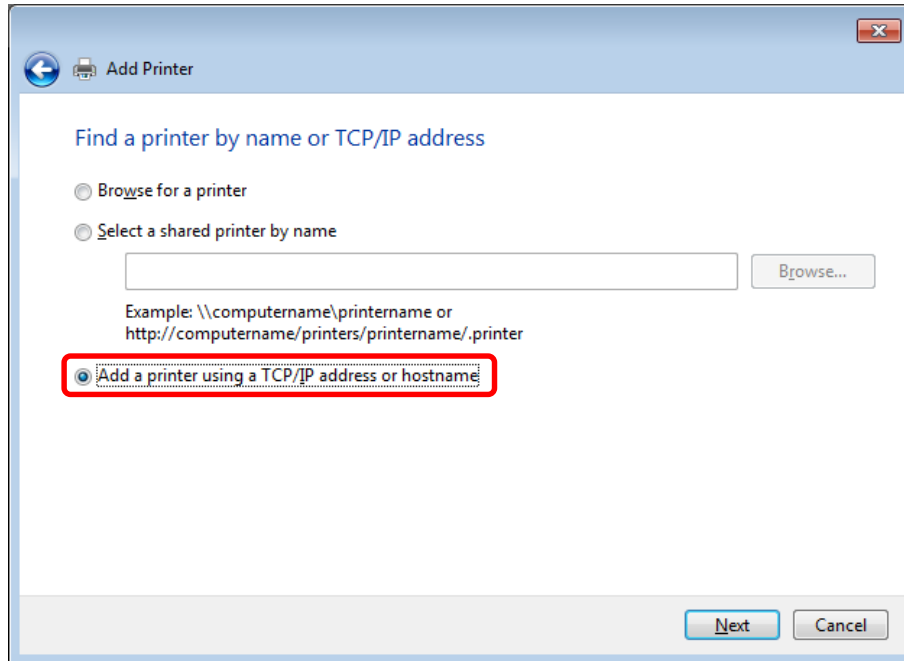 Add Printer
Find a printer by name or TCP/IP address
Browse for a printer
Select a shared printer by name
Browse...
Example: \\computername\printername or
http://computername/printers/printername/.printer
Add a printer using a TCP/IP address or hostname
Next Cancel